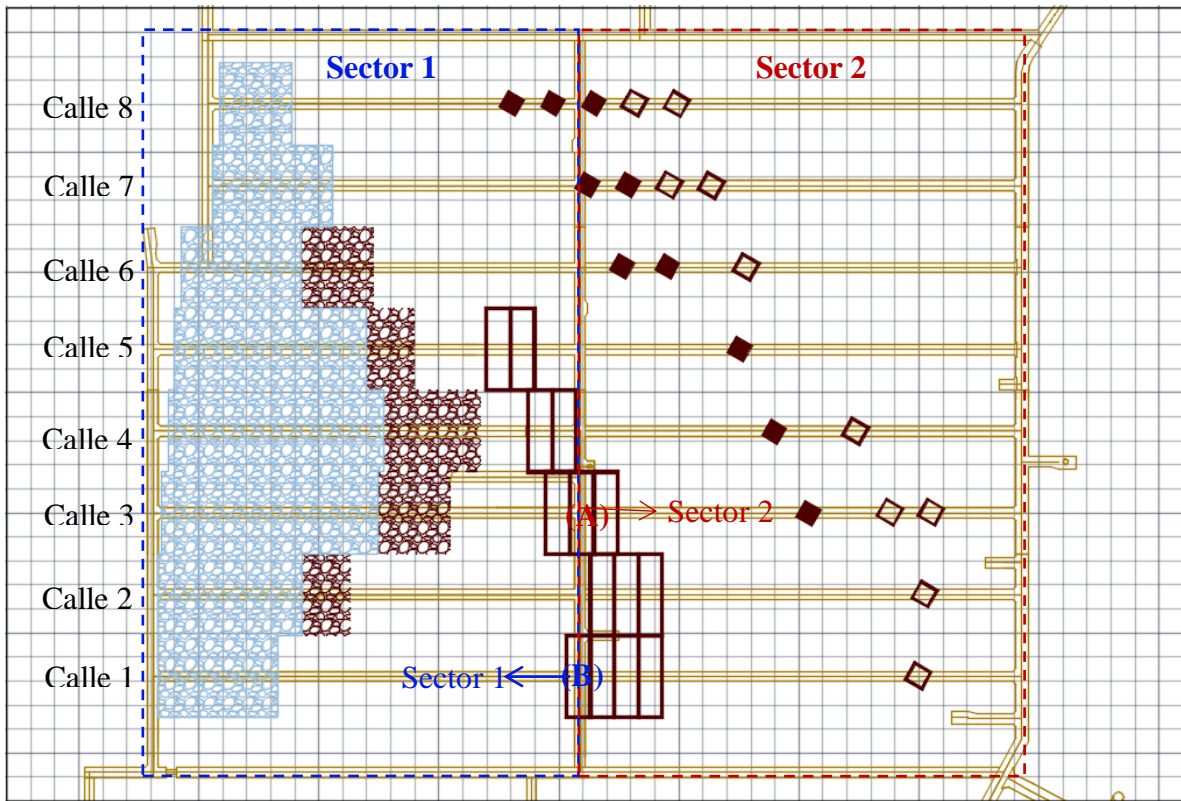 Sector 1
Sector 2
Calle 8
Calle 7
Calle 6
Calle 5
Calle 4
Calle 3
(A)
Sector 2
Calle 2
Calle 1
Sector 1
(B)